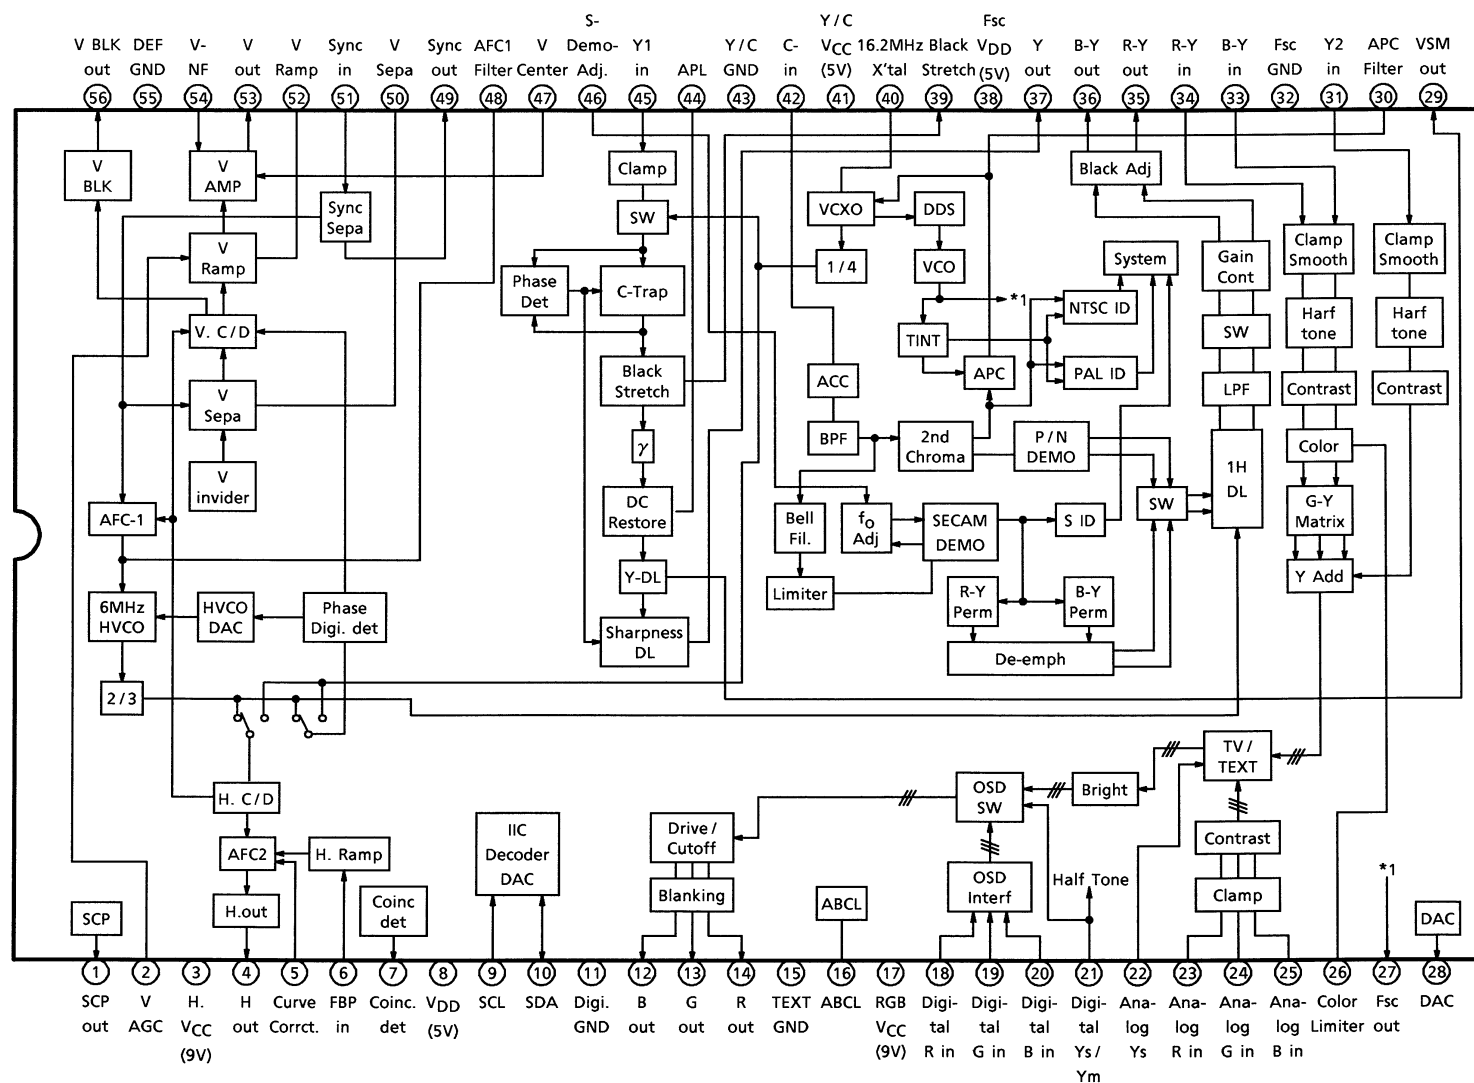 S-
Y / C
Fsc
V BLK DEF V- V V Sync V Sync AFC1 V Demo- Y1 Y / C C- VCC 16.2MHz Black VDD Y B-Y R-Y R-Y B-Y Fsc Y2 APC VSM
out GND NF out Ramp in Sepa out Filter Center Adj. in APL GND in (5V) X'tal Stretch (5V) out out out in in GND in Filter out
56 55 54 53 52 51 50 49 48 47 46 45 44 43 42 41 40 39 38 37 36 35 34 33 32 31 30 29
V
BLK
V
AMP
Sync
Sepa
V
Ramp
V. C/D
V
Sepa
V
invider
AFC-1
6MHz
HVCO
HVCO
DAC
Phase
Digi. det
2 / 3
H. C/D
AFC2
H. Ramp
H.out
SCP
Coinc
det
Clamp
SW
Phase
Det
C-Trap
Black
Stretch
γ
DC
Restore
Y-DL
Sharpness
DL
VCXO
DDS
1 / 4
VCO
*1
TINT
APC
ACC
BPF
2nd
Chroma
P / N
DEMO
Black Adj
System
NTSC ID
PAL ID
Bell
Fil.
fo
Adj
SECAM
DEMO
S ID
SW
Limiter
R-Y
Perm
B-Y
Perm
De-emph
Gain
Cont
SW
LPF
1H
DL
Clamp
Smooth
Harf
tone
Contrast
Color
G-Y
Matrix
Y Add
Clamp
Smooth
Harf
tone
Contrast
TV /
TEXT
Bright
OSD
SW
OSD
Interf
Half Tone
Contrast
Clamp
*1
DAC
IIC
Decoder
DAC
Drive /
Cutoff
Blanking
ABCL
1 2 3 4 5 6 7 8 9 10 11 12 13 14 15 16 17 18 19 20 21 22 23 24 25 26 27 28
SCP V H. H Curve FBP Coinc. VDD SCL SDA Digi. B G R TEXT ABCL RGB Digi- Digi- Digi- Digi- Ana- Ana- Ana- Ana- Color Fsc DAC
out AGC VCC out Corrct. in det (5V) GND out out out GND VCC tal tal tal tal log log log log Limiter out
(9V) (9V) R in G in B in Ys / Ys R in G in B in
Ym